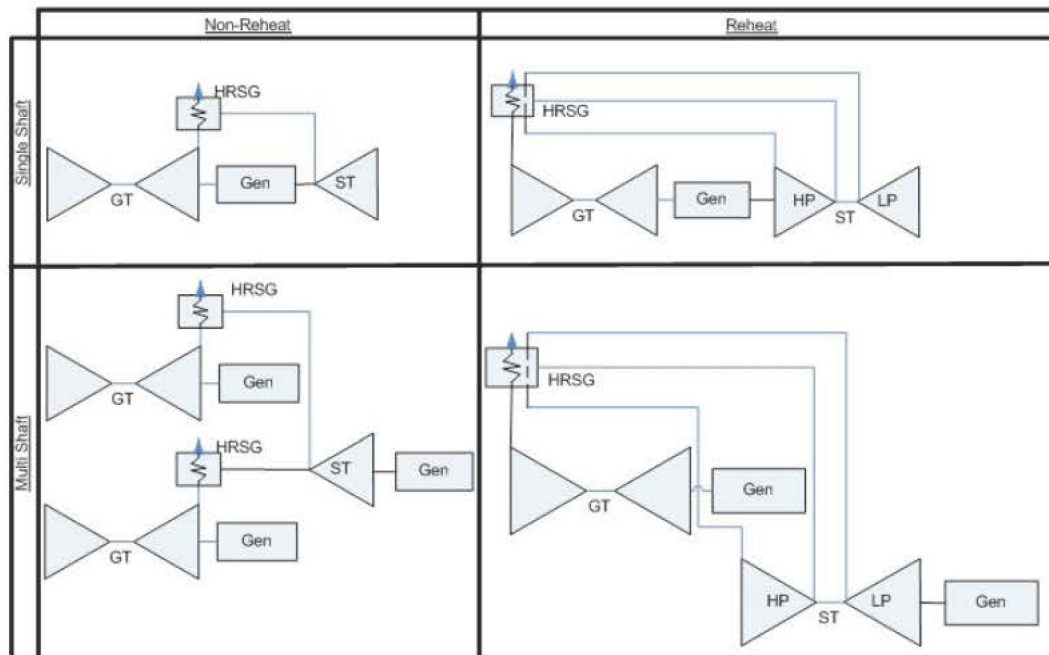 Non-Reheat
Reheat
Single Shaft
HRSG
GT
Gen
ST
HRSG
GT
Gen
HP
ST
LP
Multi Shaft
HRSG
GT
Gen
HRSG
ST
Gen
GT
Gen
HRSG
GT
Gen
HP
ST
LP
Gen